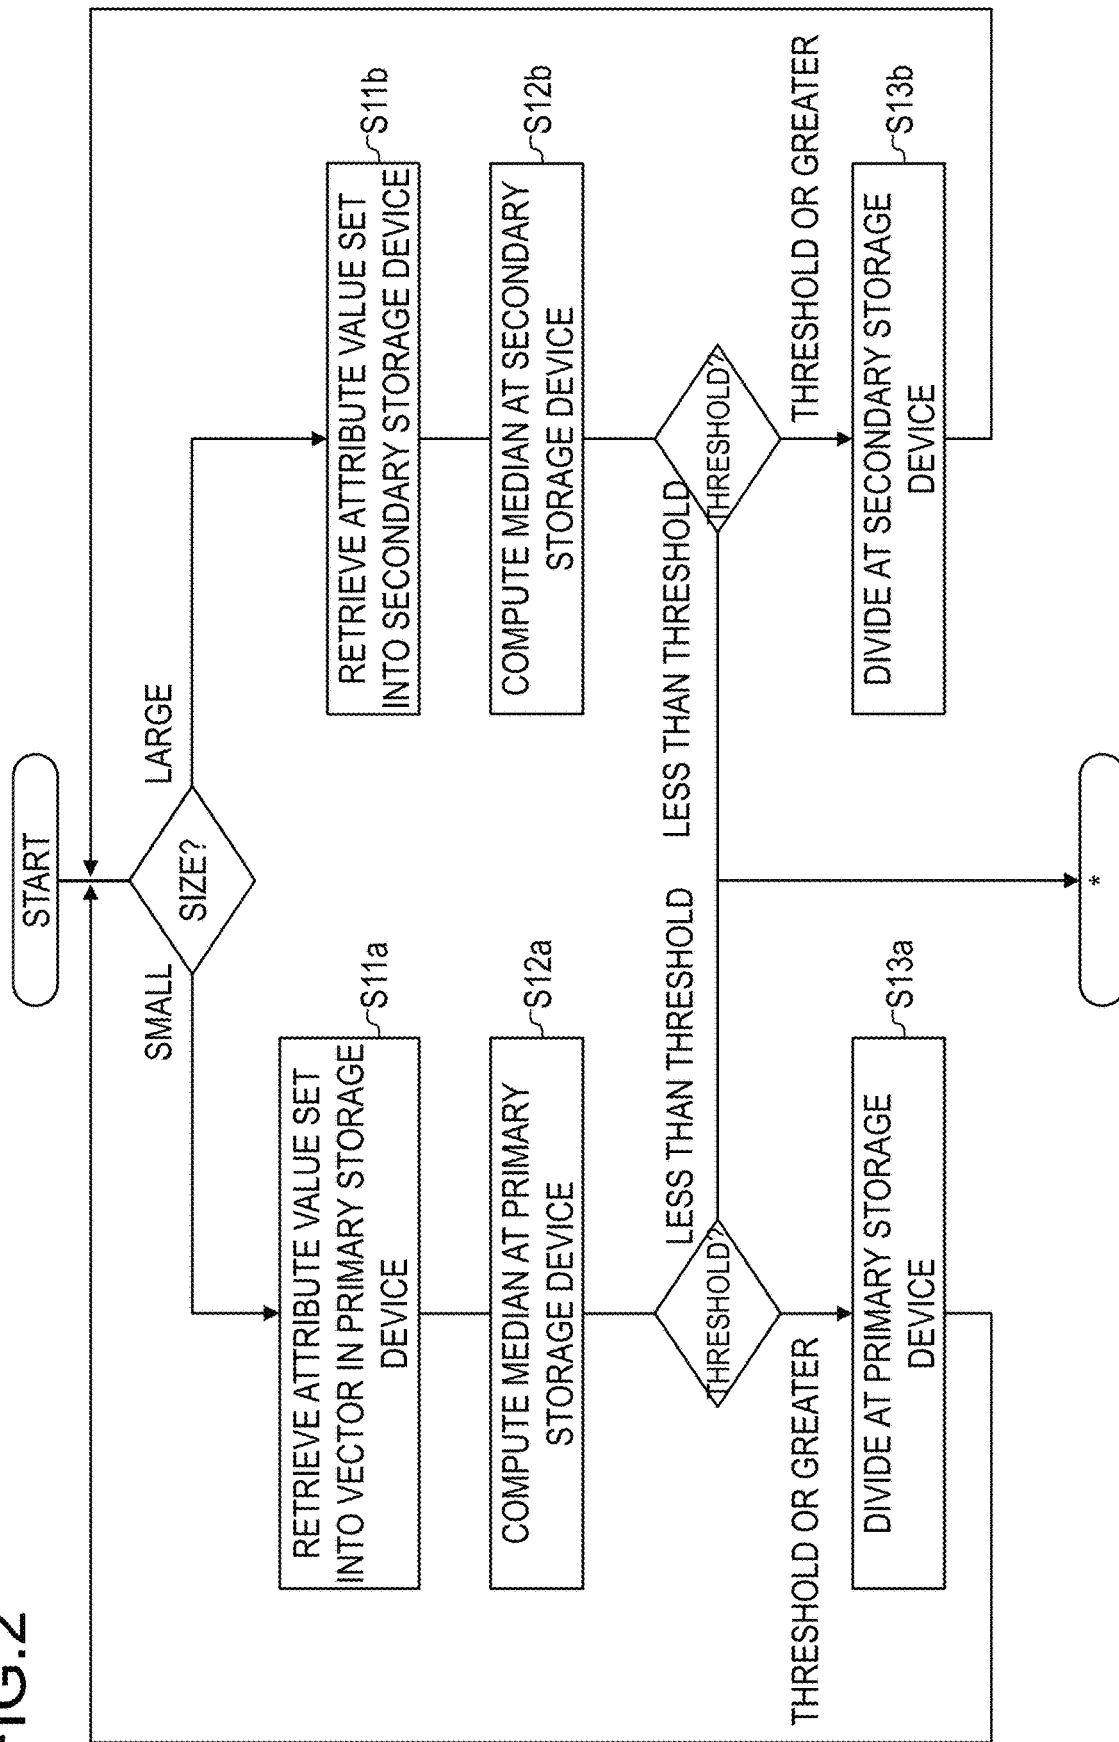 FIG.2
START
SIZE?
SMALL
LARGE
RETRIEVE ATTRIBUTE VALUE SET
INTO VECTOR IN PRIMARY STORAGE
DEVICE
S11a
RETRIEVE ATTRIBUTE VALUE SET
INTO SECONDARY STORAGE DEVICE
S11b
COMPUTE MEDIAN AT PRIMARY
STORAGE DEVICE
S12a
COMPUTE MEDIAN AT SECONDARY
STORAGE DEVICE
S12b
LESS THAN THRESHOLD
LESS THAN THRESHOLD
THRESHOLD?
THRESHOLD?
THRESHOLD OR GREATER
THRESHOLD OR GREATER
DIVIDE AT PRIMARY STORAGE
DEVICE
S13a
DIVIDE AT SECONDARY STORAGE
DEVICE
S13b
*